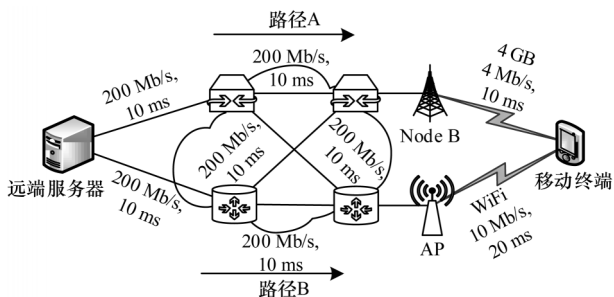 路径A
200 Mb/s,
10 ms
200 Mb/s,
10 ms
4 GB
4 Mb/s,
10 ms
Node B
远端服务器
200 Mb/s,
10 ms
200 Mb/s,
10 ms
移动终端
200 Mb/s,
10 ms
WiFi
10 Mb/s,
20 ms
AP
200 Mb/s,
10 ms
路径B